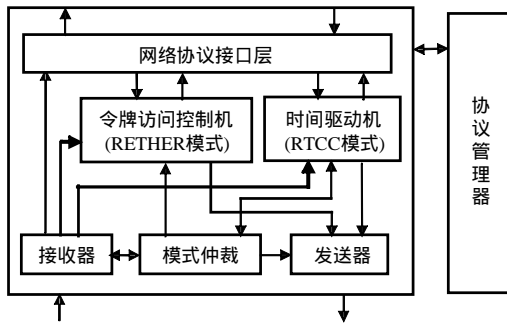 网络协议接口层
令牌访问控制机
(RETHER模式)
时间驱动机
(RTCC模式)
接收器
模式仲裁
发送器
协议管理器